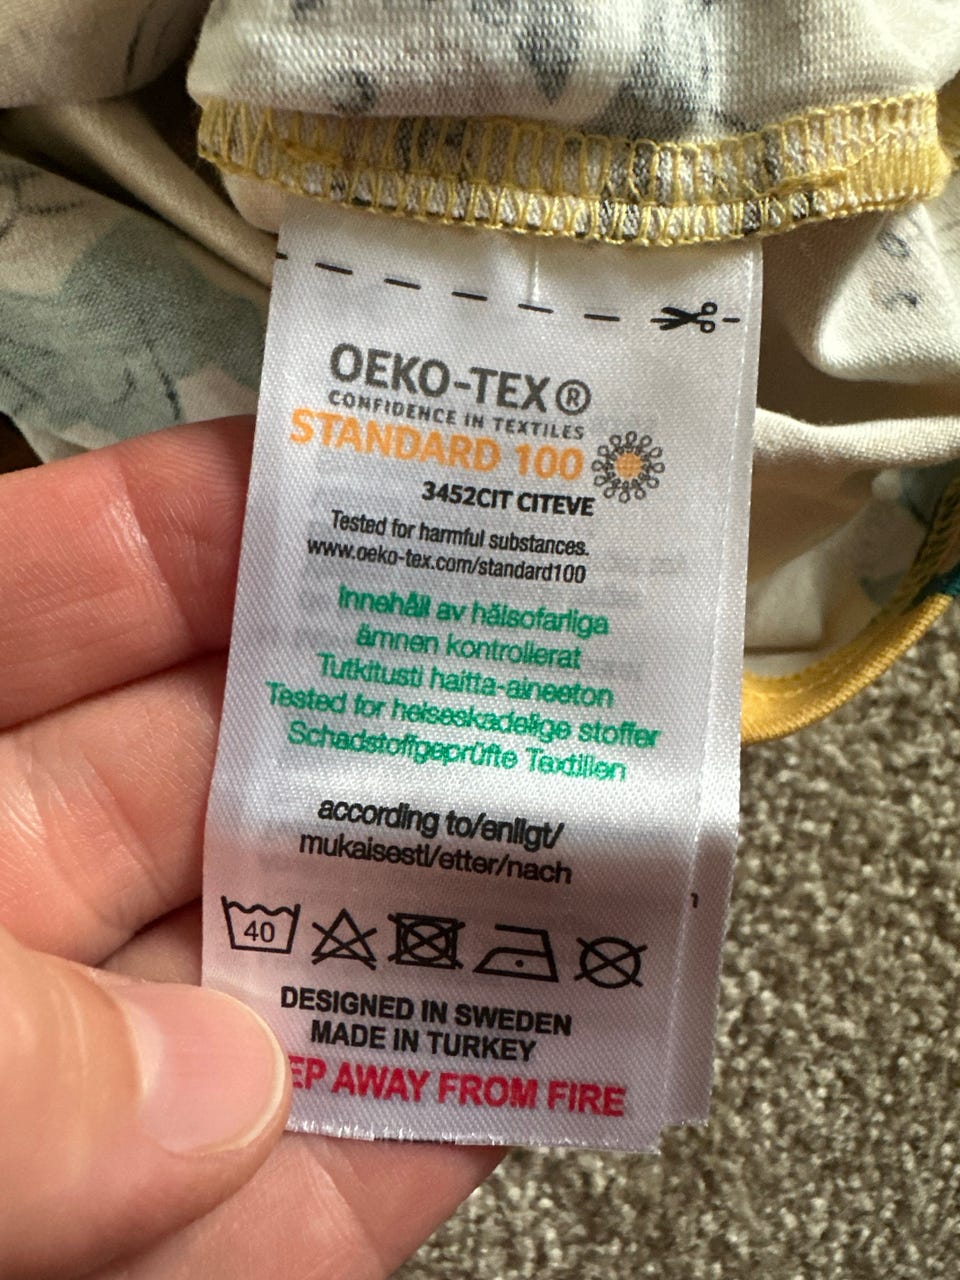 OEKO-TEX®
CONFIDENCE IN TEXTILES
STANDARD 100
3452CIT CITEVE
Tested for harmful substances.
www.oeko-tex.com/standard100
Innehåll av hälsofarliga
ämnen kontrollerat
Tutkitusti haitta-aineeton
Tested for helseskadelige stoffer
Schadstoffgeprüfte Textilien
according to/enligt/
mukaisesti/etter/nach
40
DESIGNED IN SWEDEN
MADE IN TURKEY
EP AWAY FROM FIRE